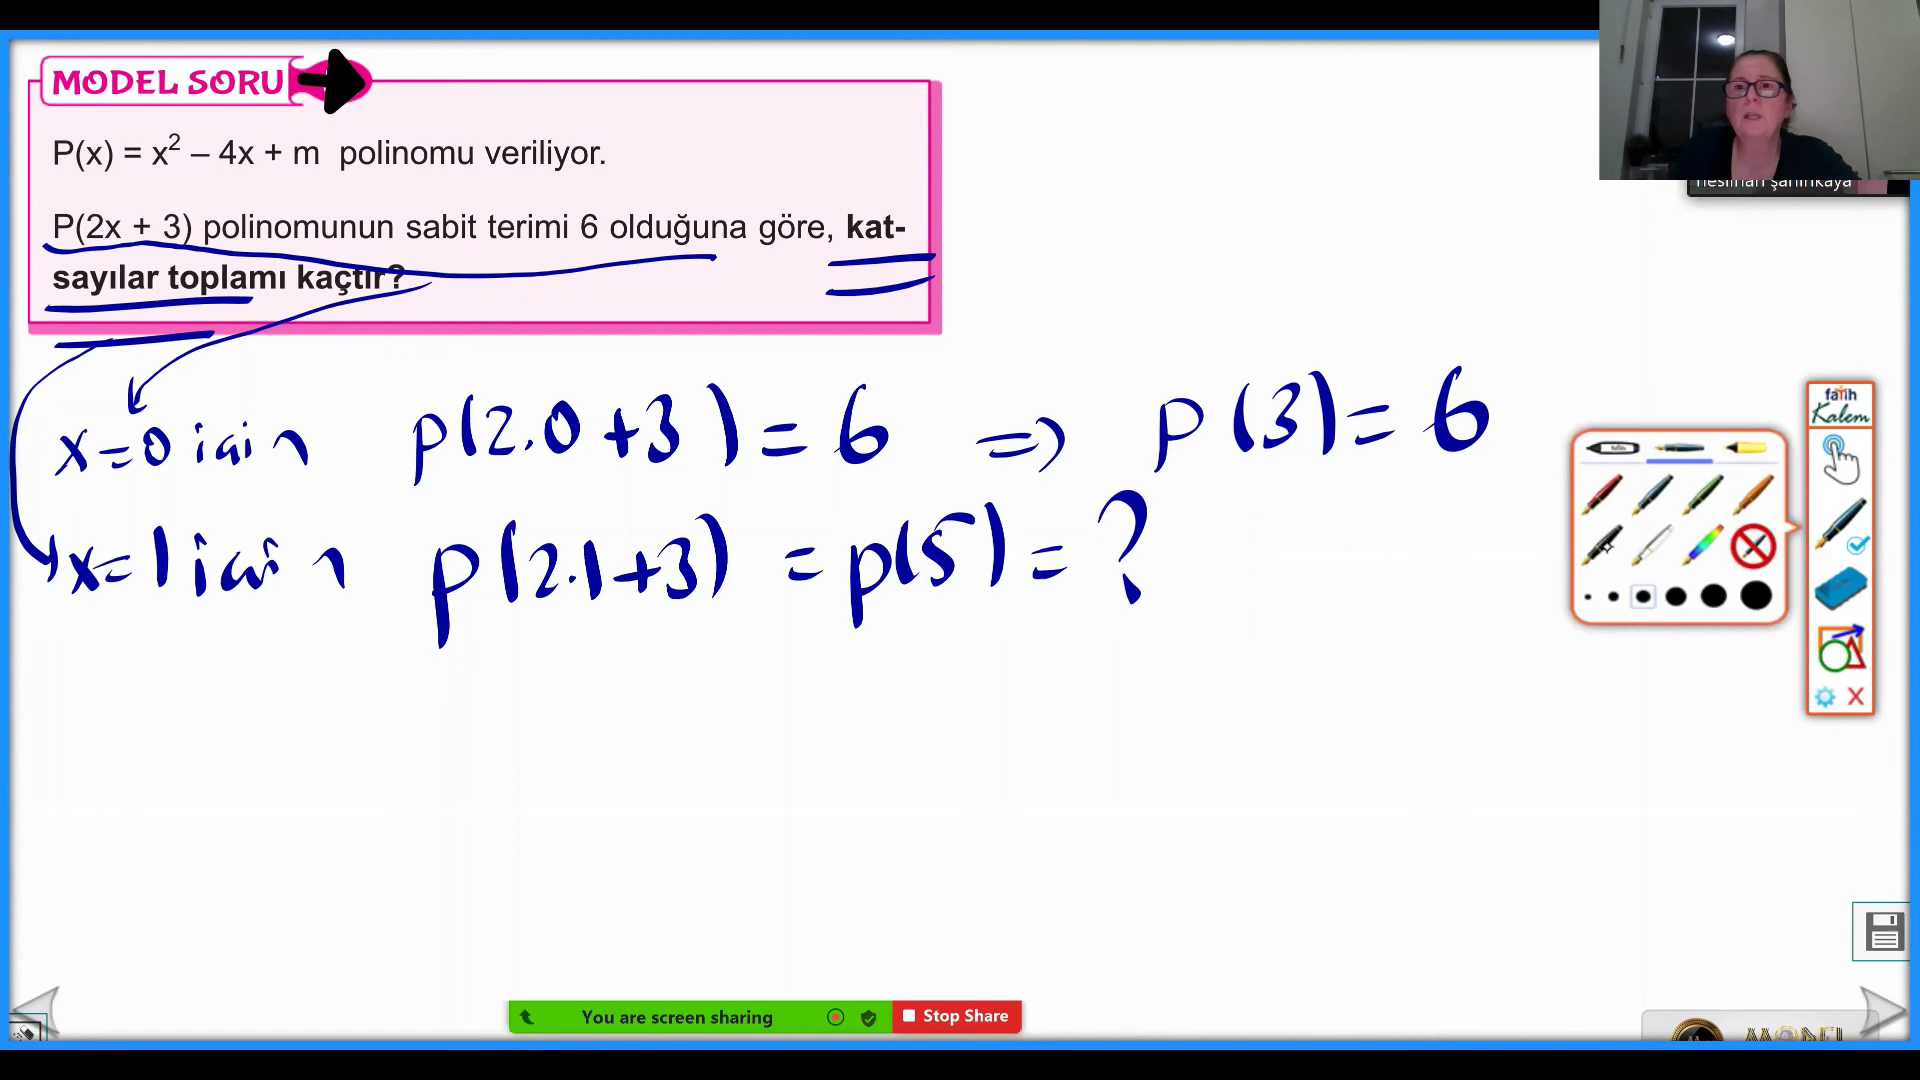 MODEL SORU
P(x) = x² – 4x + m polinomu veriliyor.
P(2x + 3) polinomunun sabit terimi 6 olduğuna göre, kat-
sayılar toplamı kaçtır?
x=0 için p(2.0+3)=6 => p(3)=6
x=1 için p(2.1+3) = p(5) = ?
fatih
Kalem
You are screen sharing
Stop Share